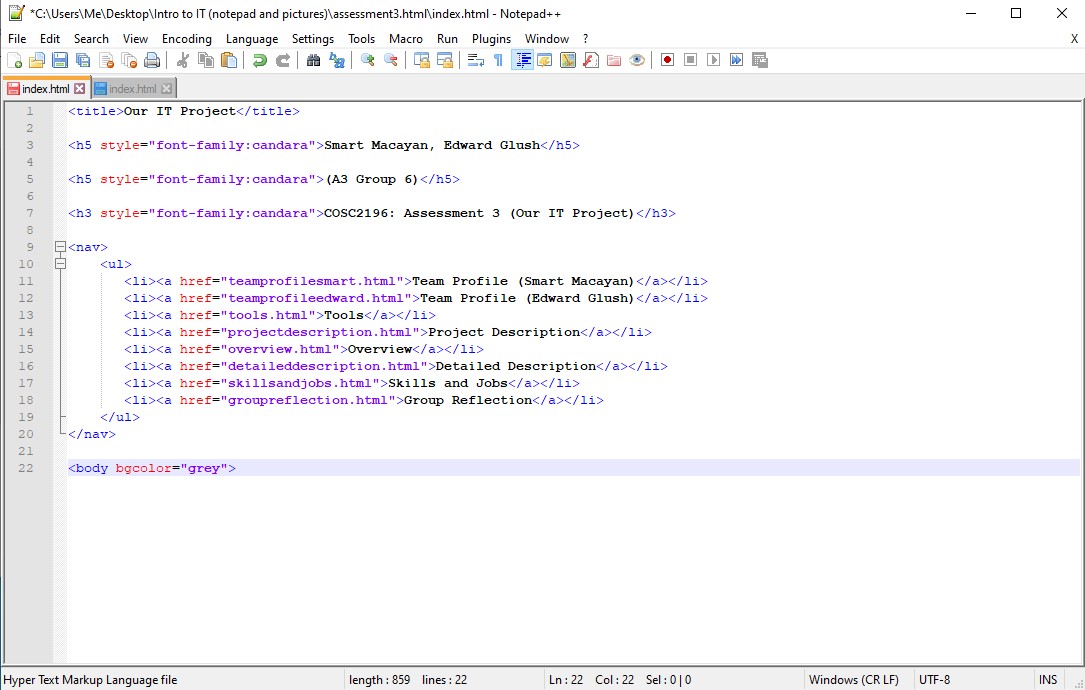 *C:\Users\Me\Desktop\Intro to IT (notepad and pictures)\assessment3.html\index.html - Notepad++
File Edit Search View Encoding Language Settings Tools Macro Run Plugins Window ? X
index.html index.html
1 <title>Our IT Project</title>
2
3 <h5 style="font-family:candara">Smart Macayan, Edward Glush</h5>
4
5 <h5 style="font-family:candara">(A3 Group 6)</h5>
6
7 <h3 style="font-family:candara">COSC2196: Assessment 3 (Our IT Project)</h3>
8
9 <nav>
10 <ul>
11 <li><a href="teamprofilesmart.html">Team Profile (Smart Macayan)</a></li>
12 <li><a href="teamprofileedward.html">Team Profile (Edward Glush)</a></li>
13 <li><a href="tools.html">Tools</a></li>
14 <li><a href="projectdescription.html">Project Description</a></li>
15 <li><a href="overview.html">Overview</a></li>
16 <li><a href="detaileddescription.html">Detailed Description</a></li>
17 <li><a href="skillsandjobs.html">Skills and Jobs</a></li>
18 <li><a href="groupreflection.html">Group Reflection</a></li>
19 </ul>
20 </nav>
21
22 <body bgcolor="grey">
Hyper Text Markup Language file length : 859 lines : 22 Ln : 22 Col : 22 Sel : 0 | 0 Windows (CR LF) UTF-8 INS